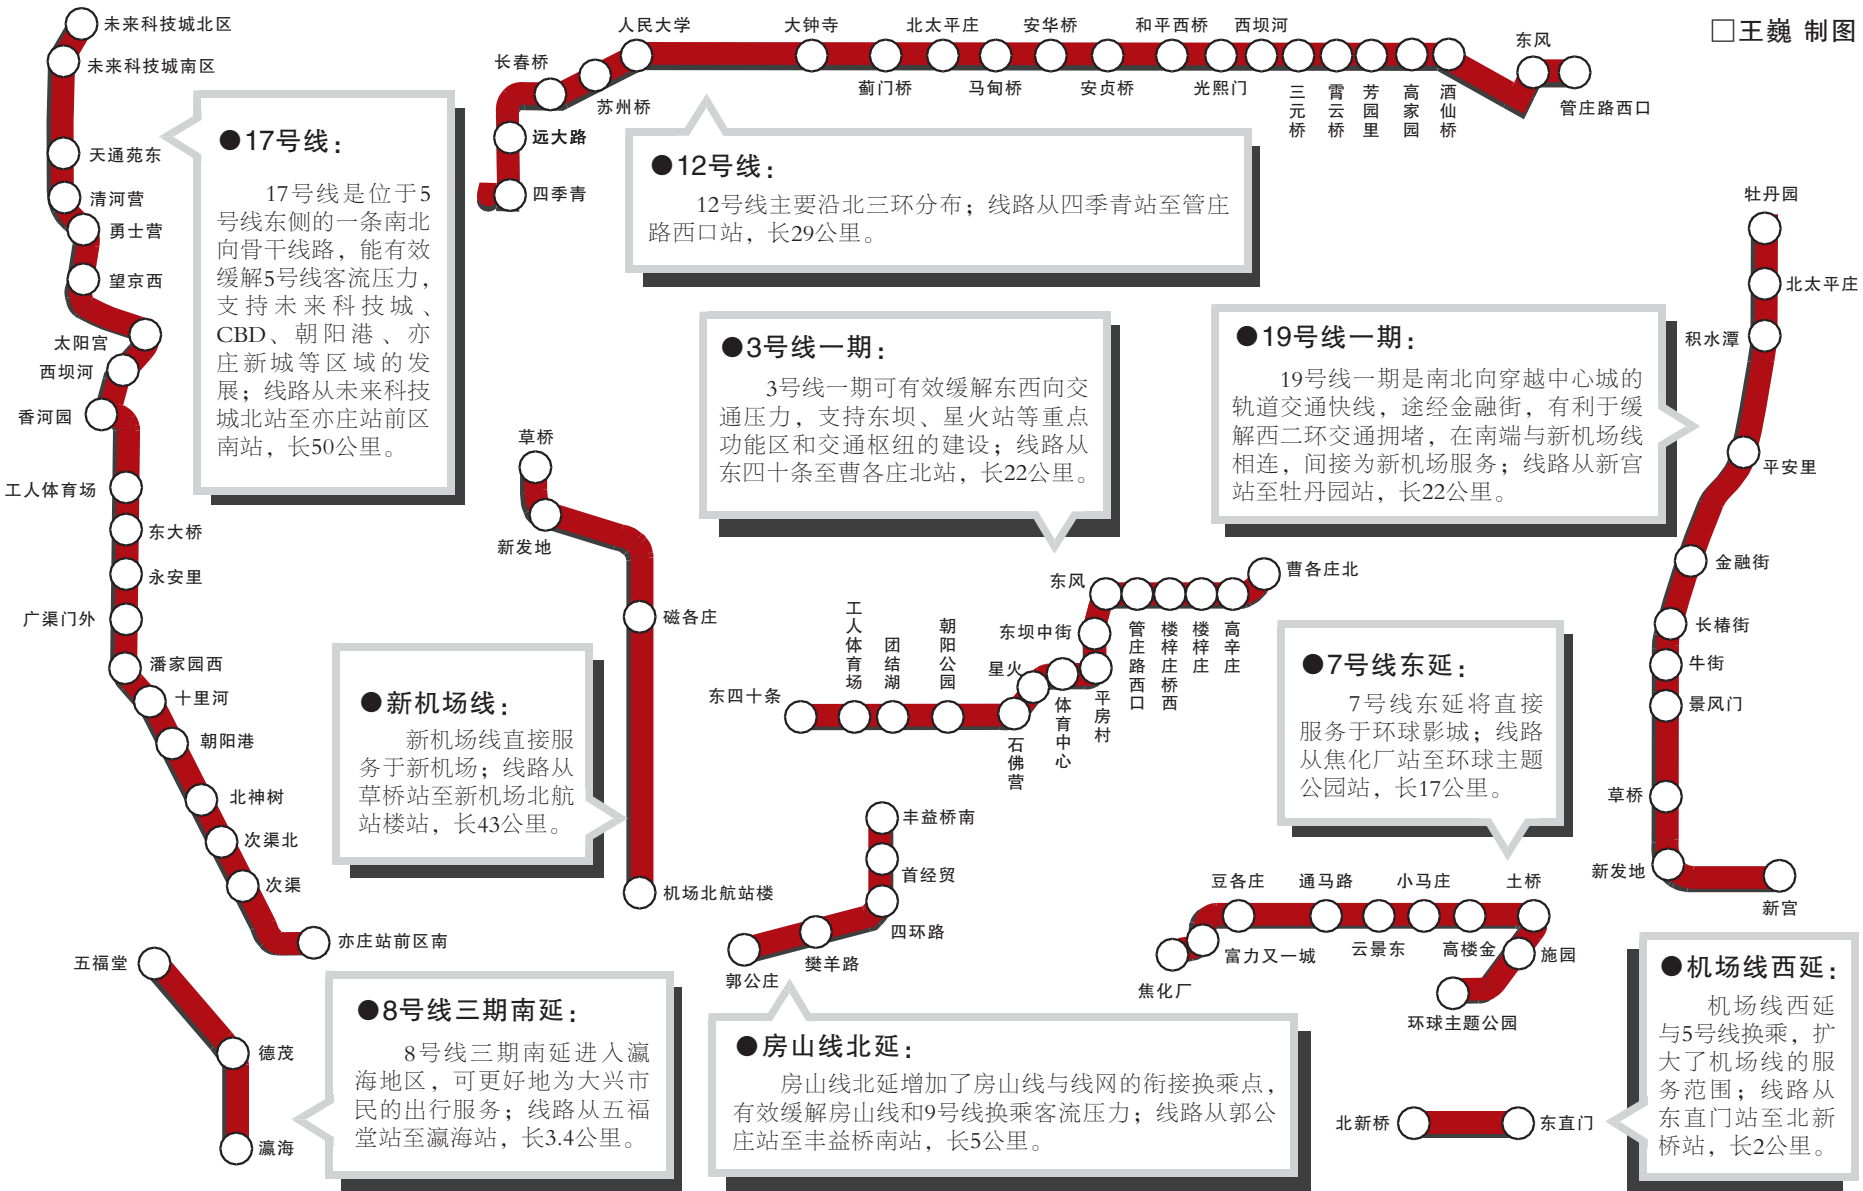 □王巍 制图
未来科技城北区
未来科技城南区
天通苑东
清河营
勇士营
望京西
太阳宫
西坝河
香河园
工人体育场
东大桥
永安里
广渠门外
潘家园西
十里河
朝阳港
北神树
次渠北
次渠
亦庄站前区南
●17号线：
17号线是位于5
号线东侧的一条南北
向骨干线路，能有效
缓解5号线客流压力，
支持未来科技城、
CBD、朝阳港、亦
庄新城等区域的发
展；线路从未来科技
城北站至亦庄站前区
南站，长50公里。
四季青
远大路
长春桥
苏州桥
人民大学
大钟寺
蓟门桥
北太平庄
马甸桥
安华桥
安贞桥
和平西桥
光熙门
西坝河
三元桥
霄云桥
芳园里
高家园
酒仙桥
东风
管庄路西口
●12号线：
12号线主要沿北三环分布；线路从四季青站至管庄
路西口站，长29公里。
●3号线一期：
3号线一期可有效缓解东西向交
通压力，支持东坝、星火站等重点
功能区和交通枢纽的建设；线路从
东四十条至曹各庄北站，长22公里。
东四十条
工人体育场
团结湖
朝阳公园
石佛营
星火
体育中心
平房村
东坝中街
东风
管庄路西口
楼梓庄桥西
楼梓庄
高辛庄
曹各庄北
●19号线一期：
19号线一期是南北向穿越中心城的
轨道交通快线，途经金融街，有利于缓
解西二环交通拥堵，在南端与新机场线
相连，间接为新机场服务；线路从新宫
站至牡丹园站，长22公里。
牡丹园
北太平庄
积水潭
平安里
金融街
长椿街
牛街
景风门
草桥
新发地
新宫
草桥
新发地
磁各庄
机场北航站楼
●新机场线：
新机场线直接服
务于新机场；线路从
草桥站至新机场北航
站楼站，长43公里。
●7号线东延：
7号线东延将直接
服务于环球影城；线路
从焦化厂站至环球主题
公园站，长17公里。
焦化厂
富力又一城
豆各庄
通马路
云景东
小马庄
高楼金
土桥
施园
环球主题公园
丰益桥南
首经贸
四环路
樊羊路
郭公庄
●房山线北延：
房山线北延增加了房山线与线网的衔接换乘点，
有效缓解房山线和9号线换乘客流压力；线路从郭公
庄站至丰益桥南站，长5公里。
五福堂
德茂
瀛海
●8号线三期南延：
8号线三期南延进入瀛
海地区，可更好地为大兴市
民的出行服务；线路从五福
堂站至瀛海站，长3.4公里。
北新桥
东直门
●机场线西延：
机场线西延
与5号线换乘，扩
大了机场线的服
务范围；线路从
东直门站至北新
桥站，长2公里。